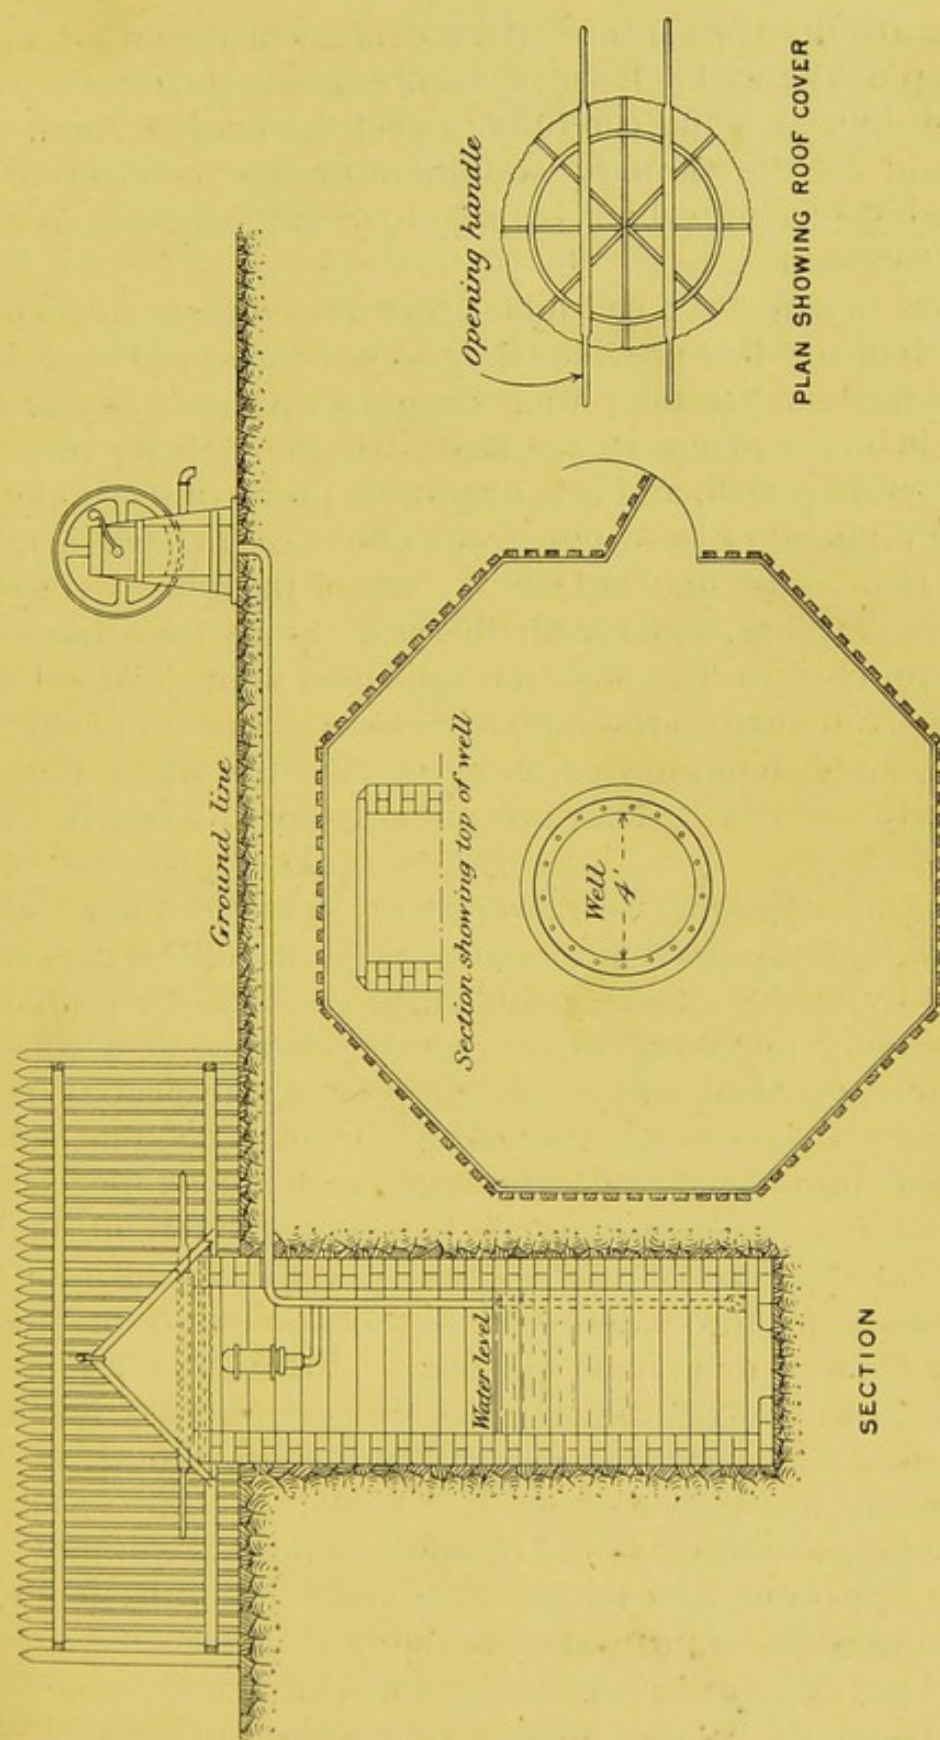 Ground line
Water level
SECTION
Section showing top of well
Well
4'
Opening handle
PLAN SHOWING ROOF COVER